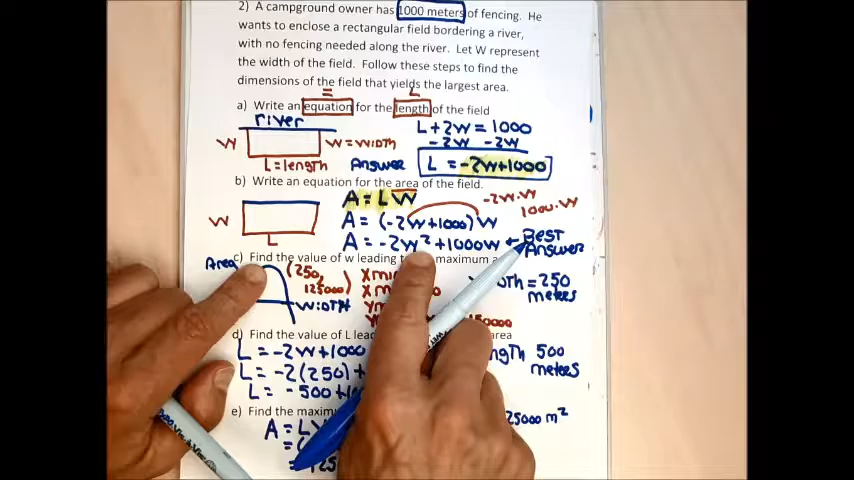 2) A campground owner has 1000 meters of fencing. He
wants to enclose a rectangular field bordering a river,
with no fencing needed along the river. Let W represent
the width of the field. Follow these steps to find the
dimensions of the field that yields the largest area.
= L
a) Write an equation for the length of the field
river
L+2W = 1000
-2W -2W
W W = WIDTH
L = length Answer L = -2W+1000
b) Write an equation for the area of the field.
A = LW -2W·W
1000·W
W A = (-2W+1000)W
L A = -2W² +1000W ← BEST
Answer
c) Find the value of w leading maximum
Area (250,
125000) Xmin
Xma = 250
WIDTH meters
d) Find the value of L area
L = -2W+1000 500
L = -2(250)+ meters
L = -500+
e) Find the maxim
A = L 25000 m²
= (